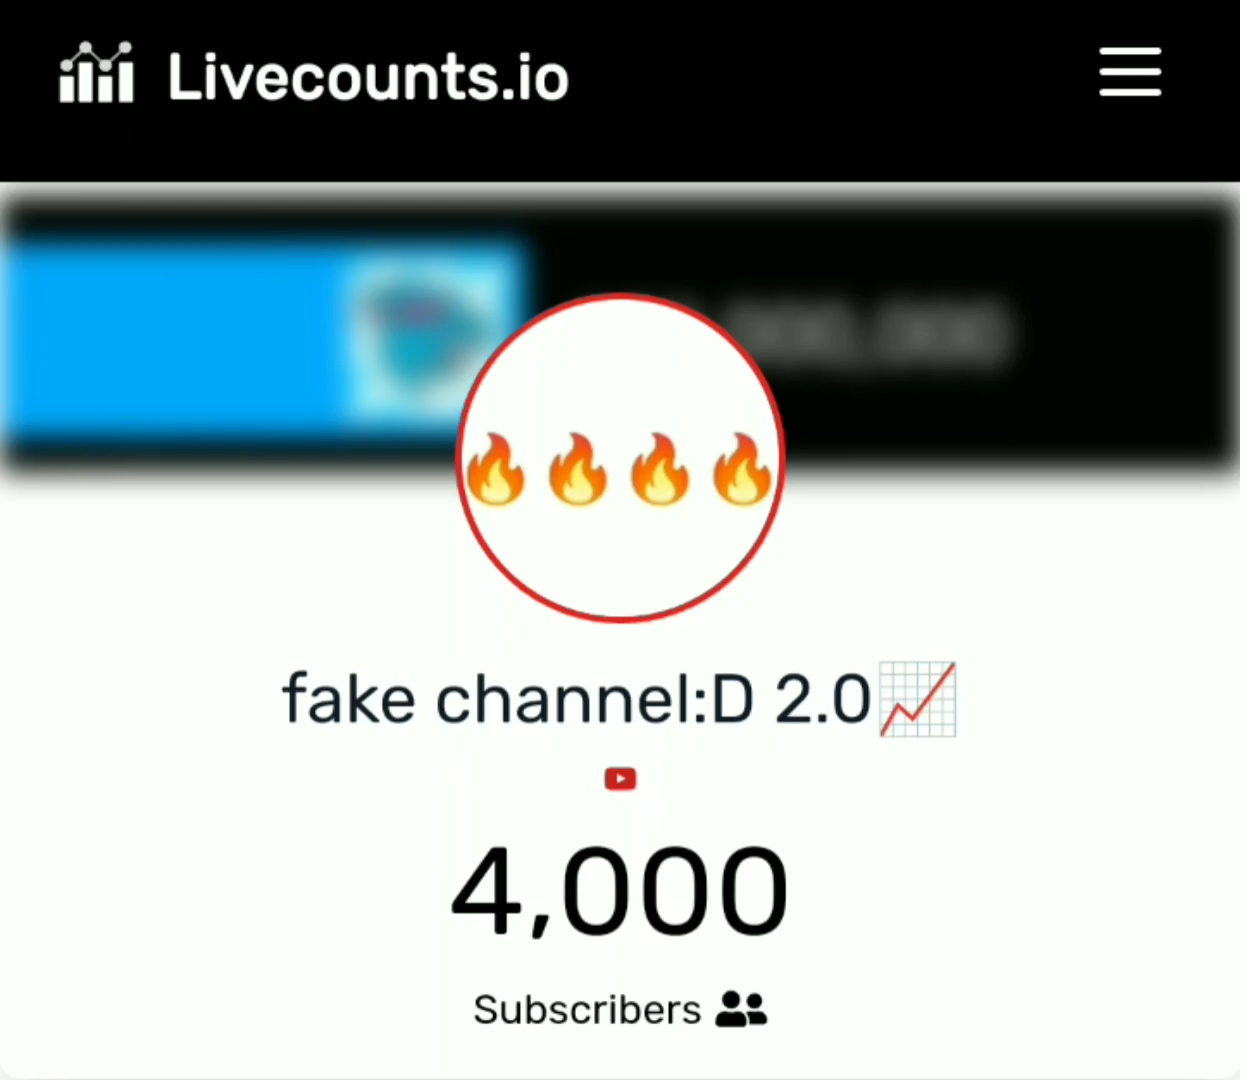 Livecounts.io
🔥🔥🔥🔥
fake channel:D 2.0📈
4,000
Subscribers